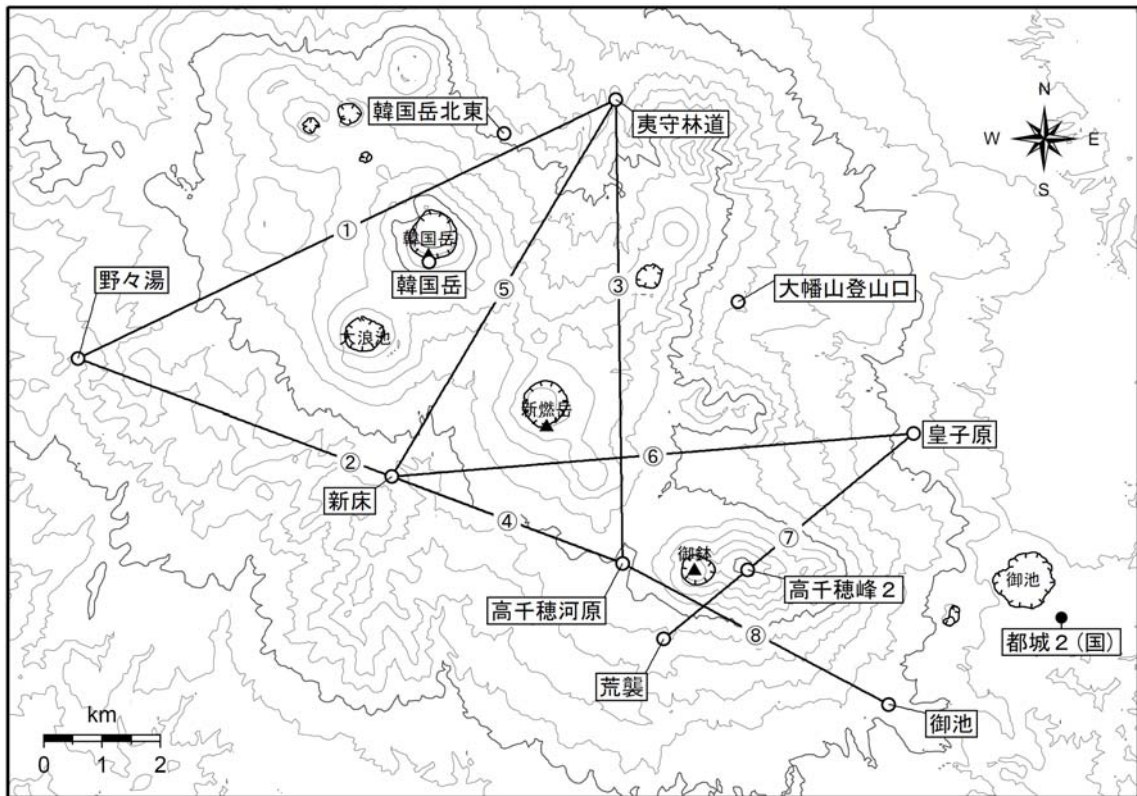 韓国岳北東
夷守林道
N
W
E
S
①
韓国岳
韓国岳
野々湯
⑤
③
大幡山登山口
大浪池
新燃岳
皇子原
②
⑥
新床
④
⑦
御鉢
御池
高千穂峰2
高千穂河原
⑧
都城2(国)
荒襲
御池
km
0 1 2